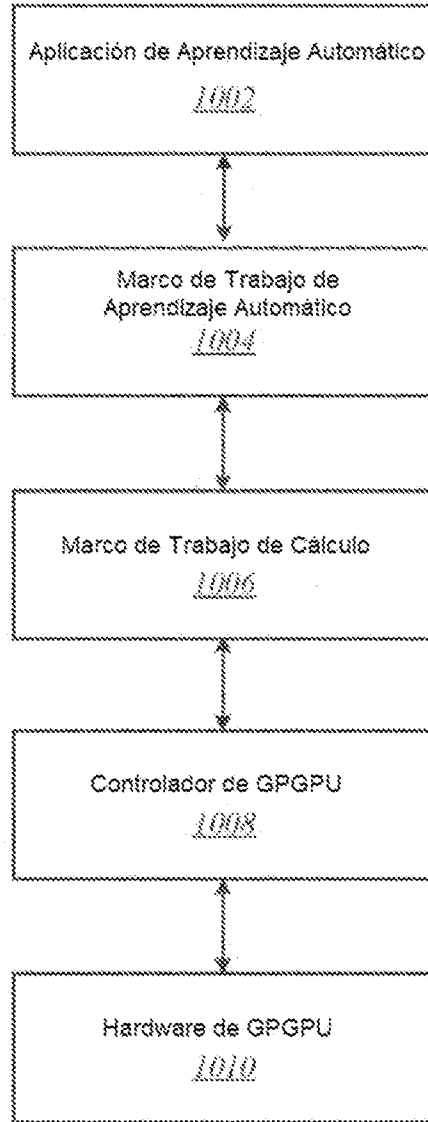 Aplicación de Aprendizaje Automático
1002
Marco de Trabajo de
Aprendizaje Automático
1004
Marco de Trabajo de Cálculo
1006
Controlador de GPGPU
1008
Hardware de GPGPU
1010